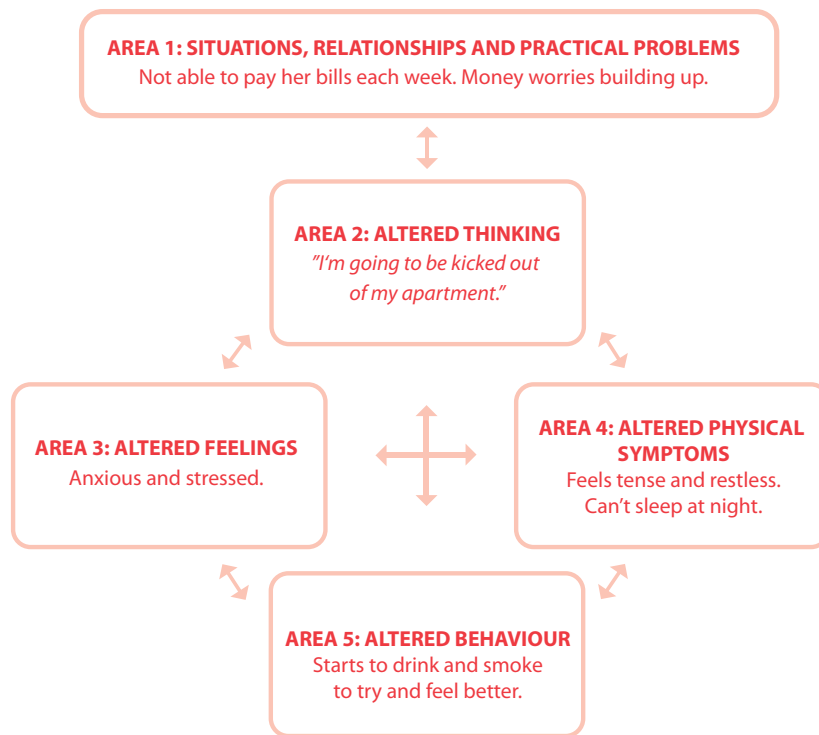 AREA 1: SITUATIONS, RELATIONSHIPS AND PRACTICAL PROBLEMS
Not able to pay her bills each week. Money worries building up.
AREA 2: ALTERED THINKING
”I’m going to be kicked out
of my apartment.”
AREA 3: ALTERED FEELINGS
Anxious and stressed.
AREA 4: ALTERED PHYSICAL
SYMPTOMS
Feels tense and restless.
Can’t sleep at night.
AREA 5: ALTERED BEHAVIOUR
Starts to drink and smoke
to try and feel better.